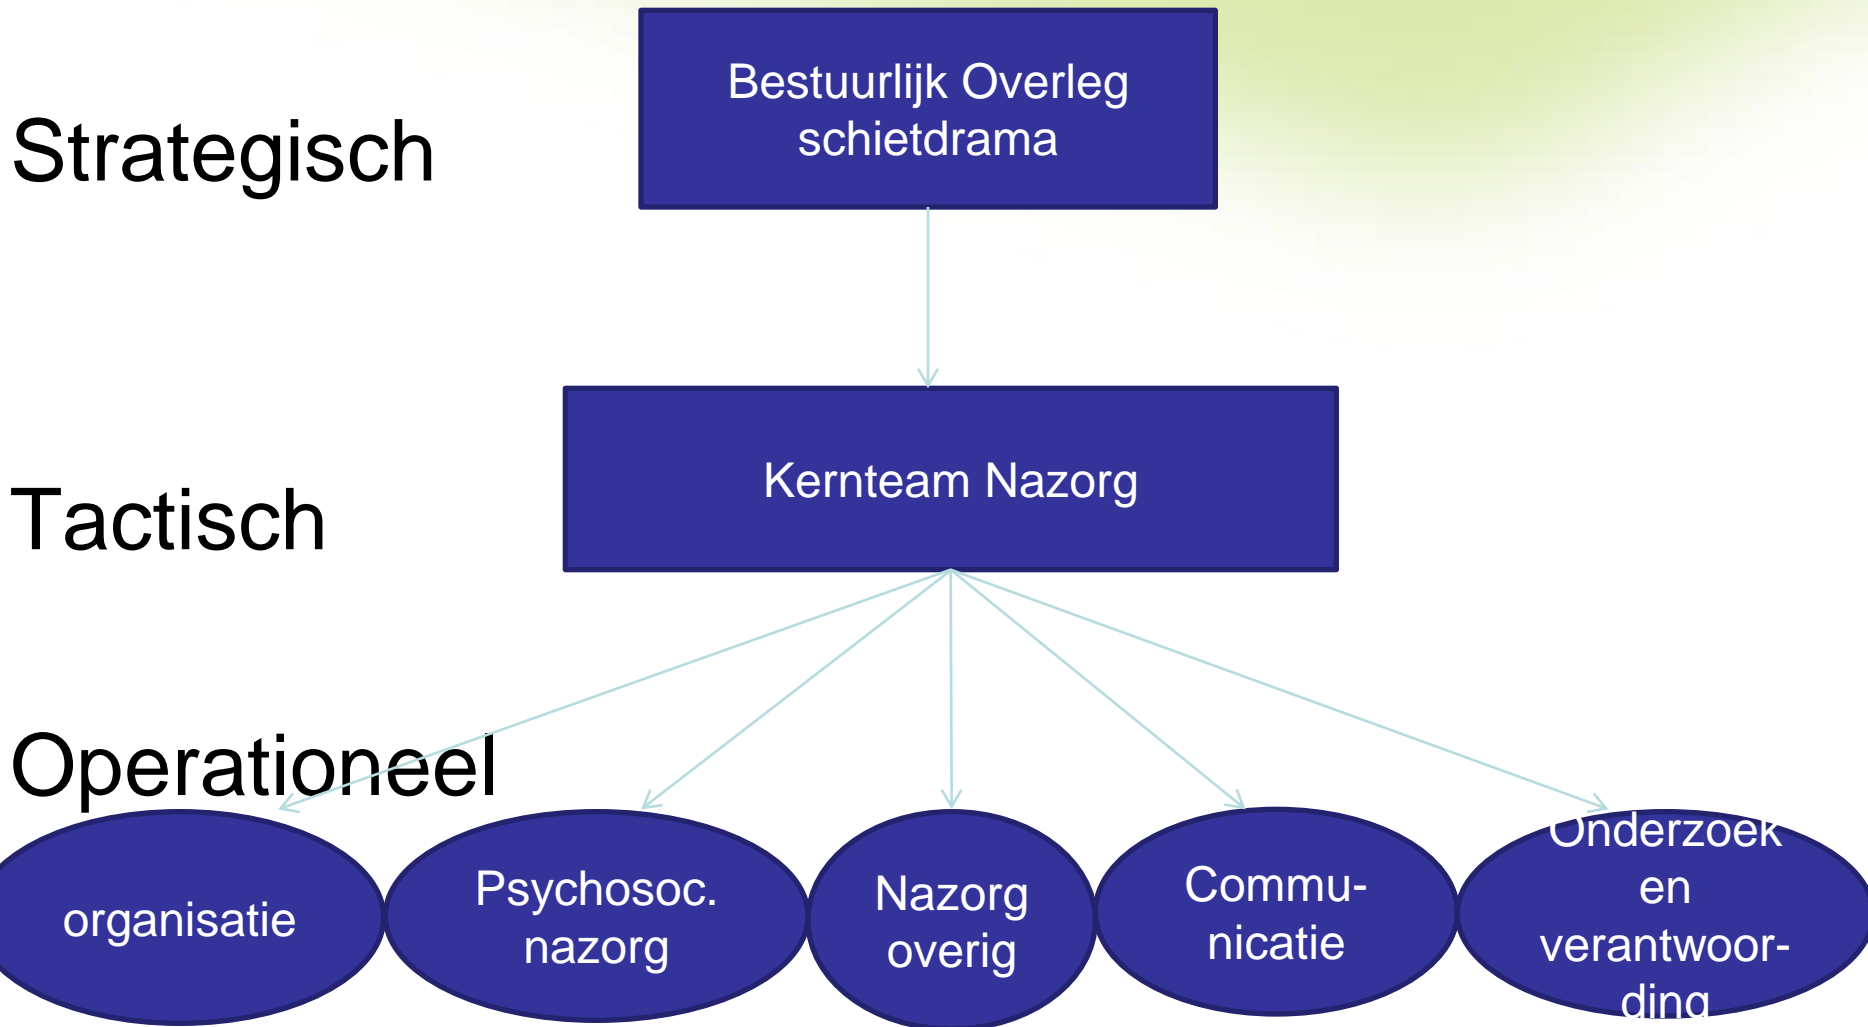 Bestuurlijk Overleg
schietdrama
Strategisch
Kernteam Nazorg
Tactisch
Operationeel
organisatie
Psychosoc.
nazorg
Nazorg
overig
Commu-
nicatie
Onderzoek
en
verantwoor-
ding